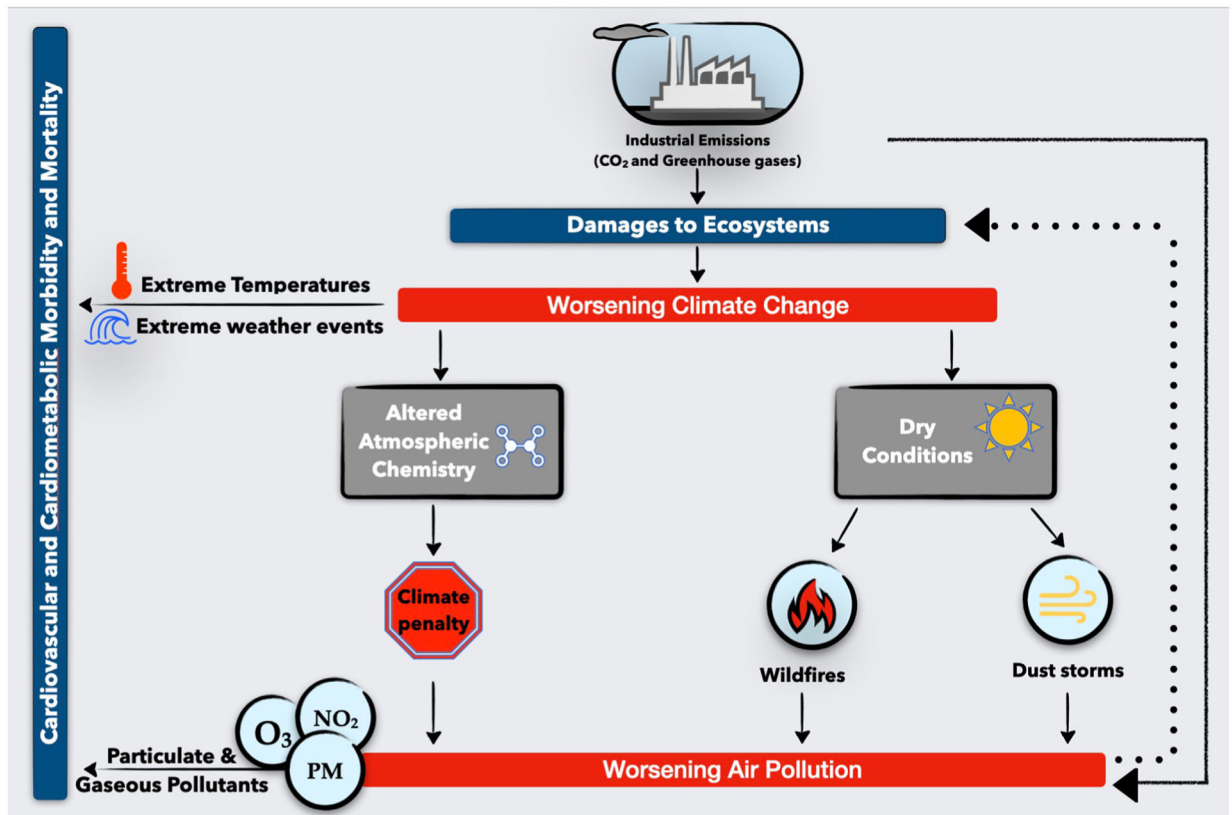 Cardiovascular and Cardiometabolic Morbidity and Mortality
Industrial Emissions
(CO₂ and Greenhouse gases)
Damages to Ecosystems
Worsening Climate Change
Extreme Temperatures
Extreme weather events
Altered
Atmospheric
Chemistry
Dry
Conditions
Climate
penalty
Wildfires
Dust storms
O₃
NO₂
PM
Particulate &
Gaseous Pollutants
Worsening Air Pollution